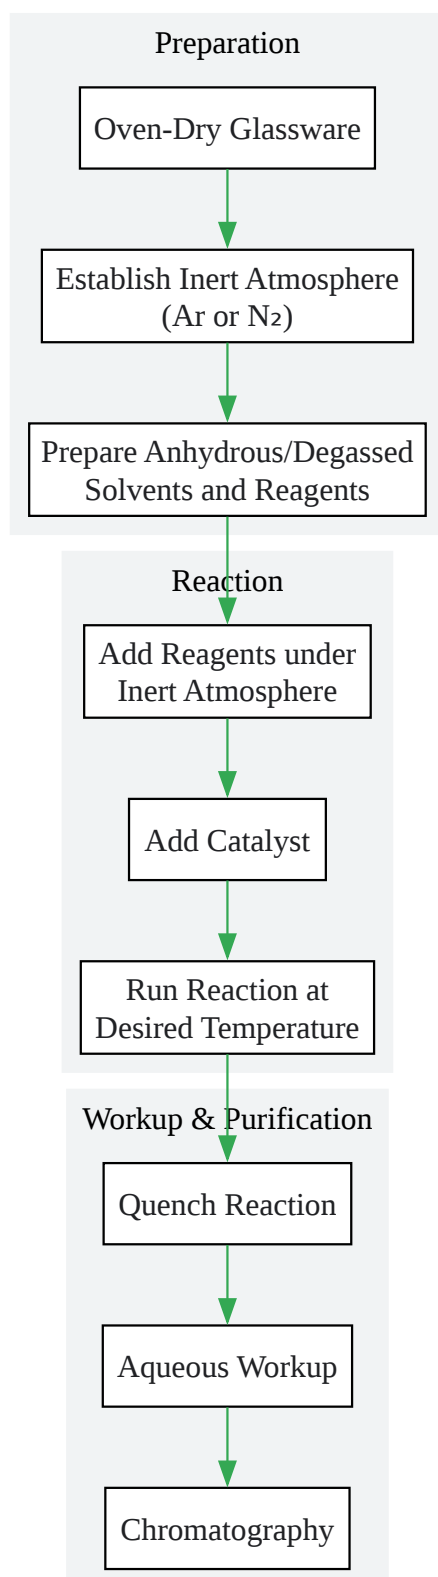 Preparation
Oven-Dry Glassware
Establish Inert Atmosphere
(Ar or N₂)
Prepare Anhydrous/Degassed
Solvents and Reagents
Reaction
Add Reagents under
Inert Atmosphere
Add Catalyst
Run Reaction at
Desired Temperature
Workup & Purification
Quench Reaction
Aqueous Workup
Chromatography